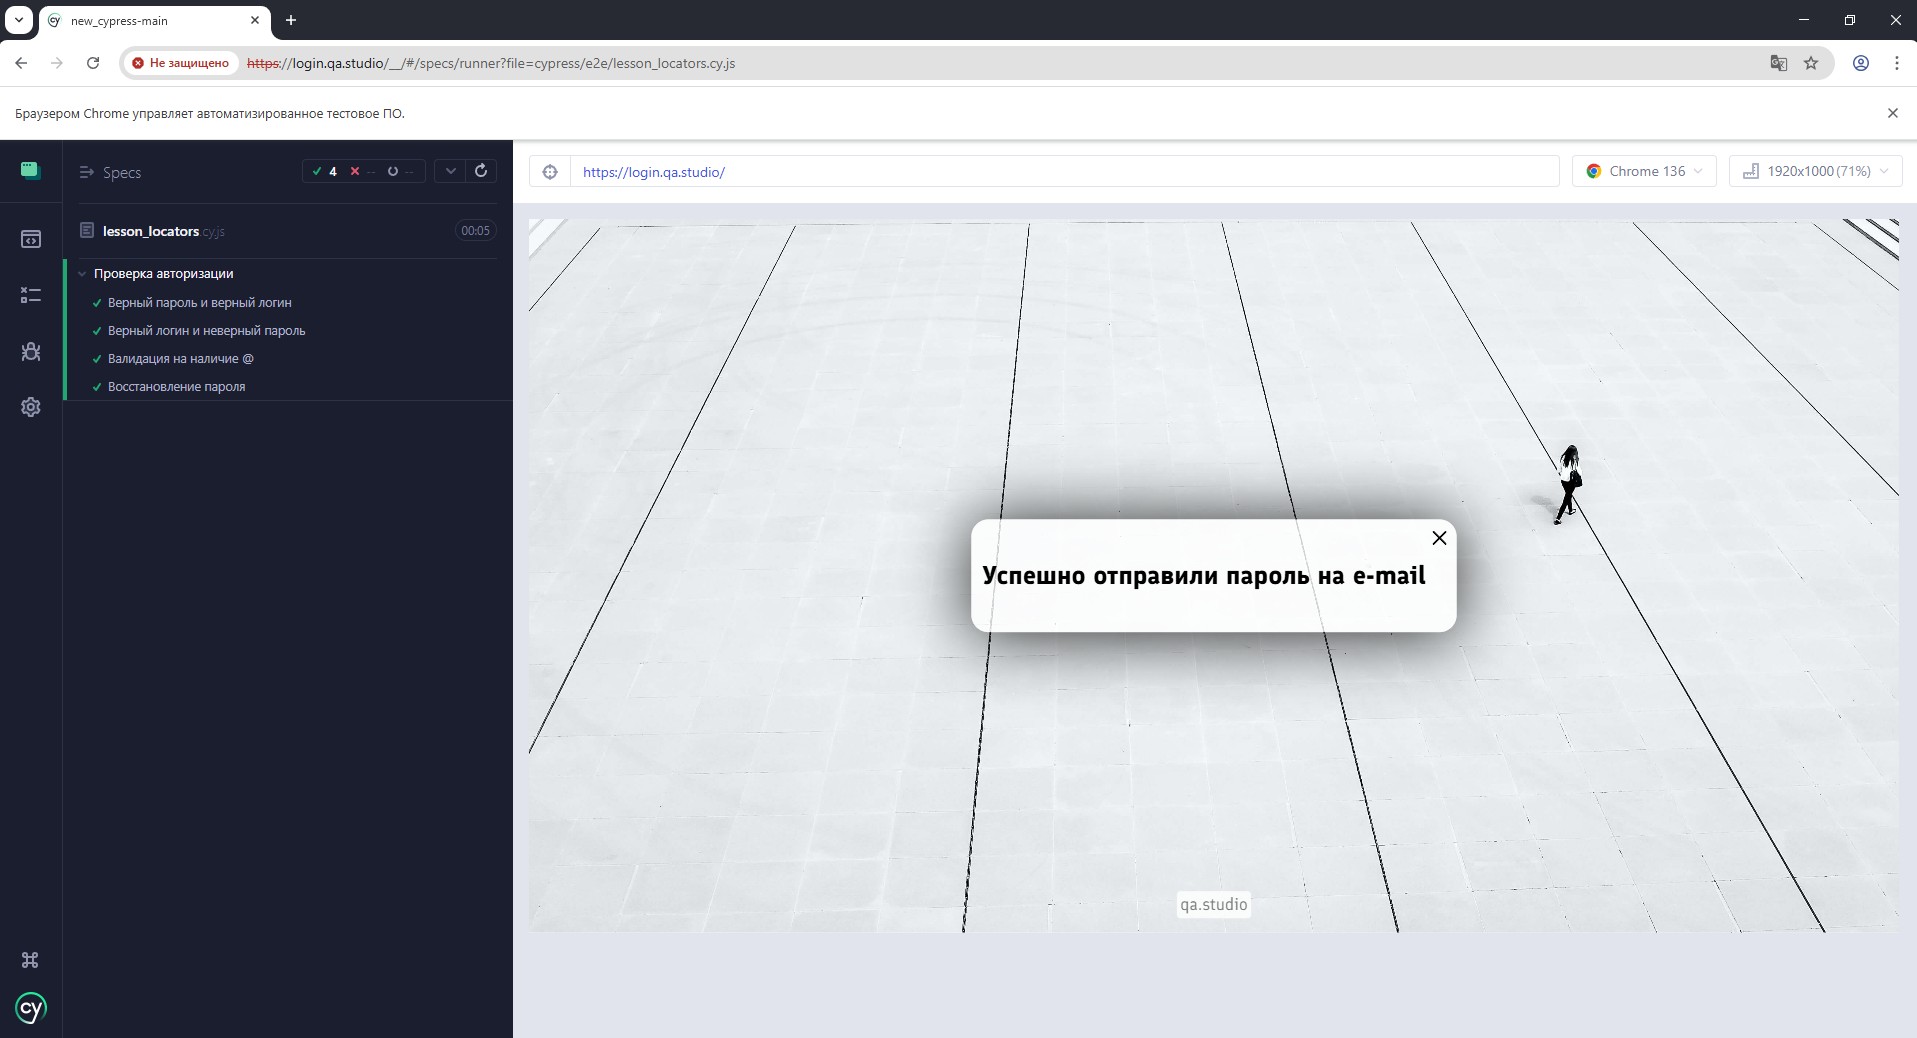 new_cypress-main
Не защищено
https://login.qa.studio/__/#/specs/runner?file=cypress/e2e/lesson_locators.cy.js
Браузером Chrome управляет автоматизированное тестовое ПО.
Specs
4
--
--
https://login.qa.studio/
Chrome 136
1920x1000 (71%)
lesson_locators.cy.js
00:05
Проверка авторизации
Верный пароль и верный логин
Верный логин и неверный пароль
Валидация на наличие @
Восстановление пароля
Успешно отправили пароль на e-mail
qa.studio
cy